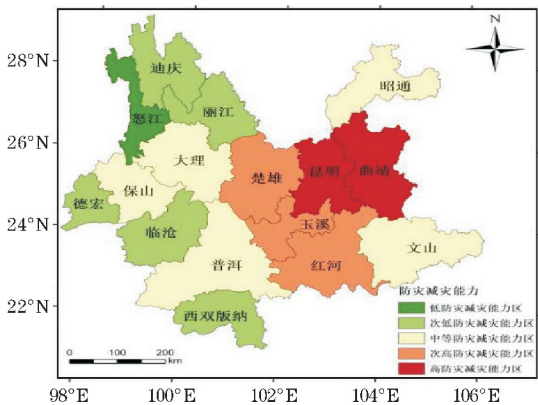 N
28°N
26°N
24°N
22°N
迪庆
丽江
怒江
昭通
大理
保山
德宏
楚雄
昆明
曲靖
临沧
玉溪
普洱
红河
文山
西双版纳
防灾减灾能力
低防灾减灾能力区
次低防灾减灾能力区
中等防灾减灾能力区
次高防灾减灾能力区
高防灾减灾能力区
0 100 200
km
98°E 100°E 102°E 104°E 106°E